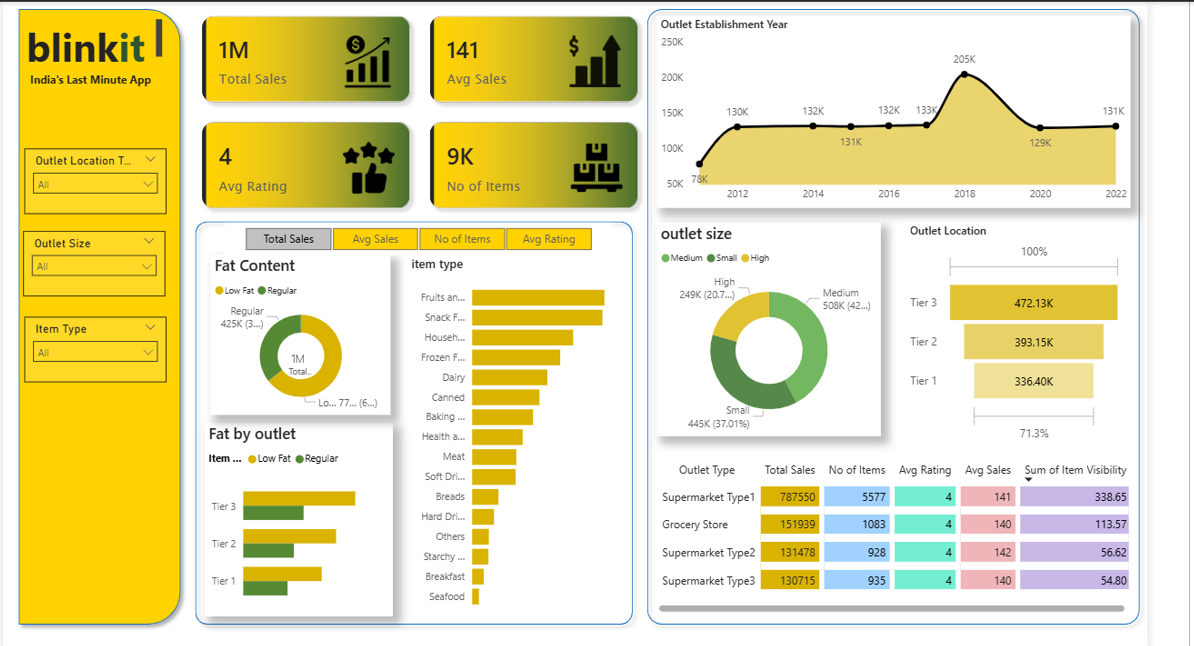 blinkit
India's Last Minute App
Outlet Location T...
All
Outlet Size
All
Item Type
All
1M
Total Sales
141
Avg Sales
4
Avg Rating
9K
No of Items
Total Sales
Avg Sales
No of Items
Avg Rating
Fat Content
Low Fat Regular
Regular
425K (3...)
1M
Total..
Lo... 77... (6...)
Fat by outlet
Item ... Low Fat Regular
Tier 3
Tier 2
Tier 1
item type
Fruits an...
Snack F...
Househ...
Frozen F...
Dairy
Canned
Baking ...
Health a...
Meat
Soft Dri...
Breads
Hard Dri...
Others
Starchy ...
Breakfast
Seafood
Outlet Establishment Year
250K
200K
150K
100K
50K
78K
130K
132K
131K
132K
133K
205K
129K
131K
2012 2014 2016 2018 2020 2022
outlet size
Medium Small High
High
249K (20.7...)
Medium
508K (42...)
Small
445K (37.01%)
Outlet Location
100%
Tier 3 472.13K
Tier 2 393.15K
Tier 1 336.40K
71.3%
Outlet Type Total Sales No of Items Avg Rating Avg Sales Sum of Item Visibility
Supermarket Type1 787550 5577 4 141 338.65
Grocery Store 151939 1083 4 140 113.57
Supermarket Type2 131478 928 4 142 56.62
Supermarket Type3 130715 935 4 140 54.80